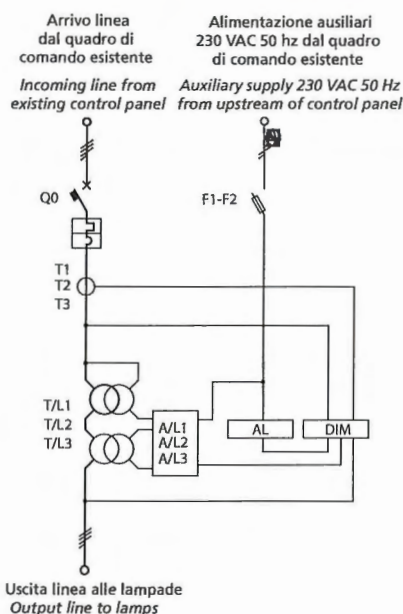 Arrivo linea
dal quadro di
comando esistente
Incoming line from
existing control panel
Alimentazione ausiliari
230 VAC 50 hz dal quadro
di comando esistente
Auxiliary supply 230 VAC 50 Hz
from upstream of control panel
Q0
F1-F2
T1
T2
T3
T/L1
T/L2
T/L3
A/L1
A/L2
A/L3
AL
DIM
Uscita linea alle lampade
Output line to lamps